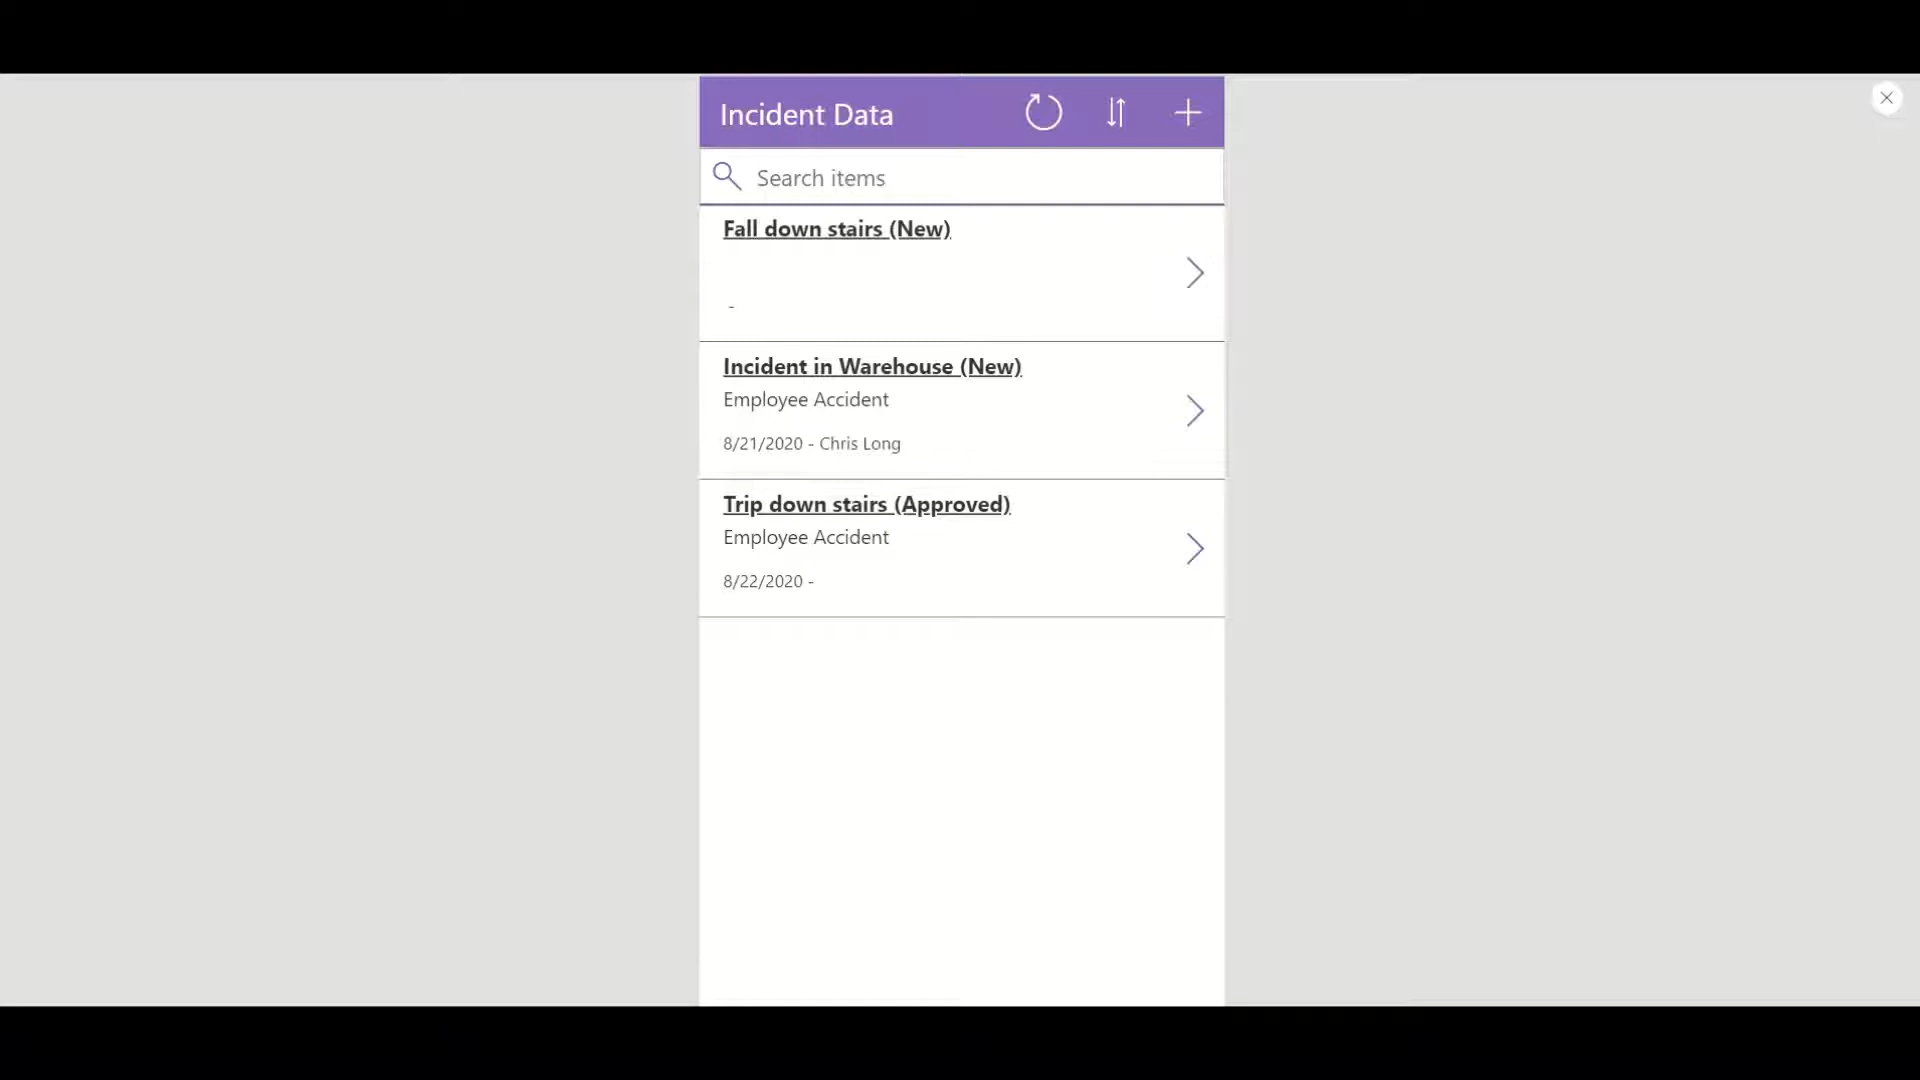 Incident Data
Search items
Fall down stairs (New)
-
Incident in Warehouse (New)
Employee Accident
8/21/2020 - Chris Long
Trip down stairs (Approved)
Employee Accident
8/22/2020 -